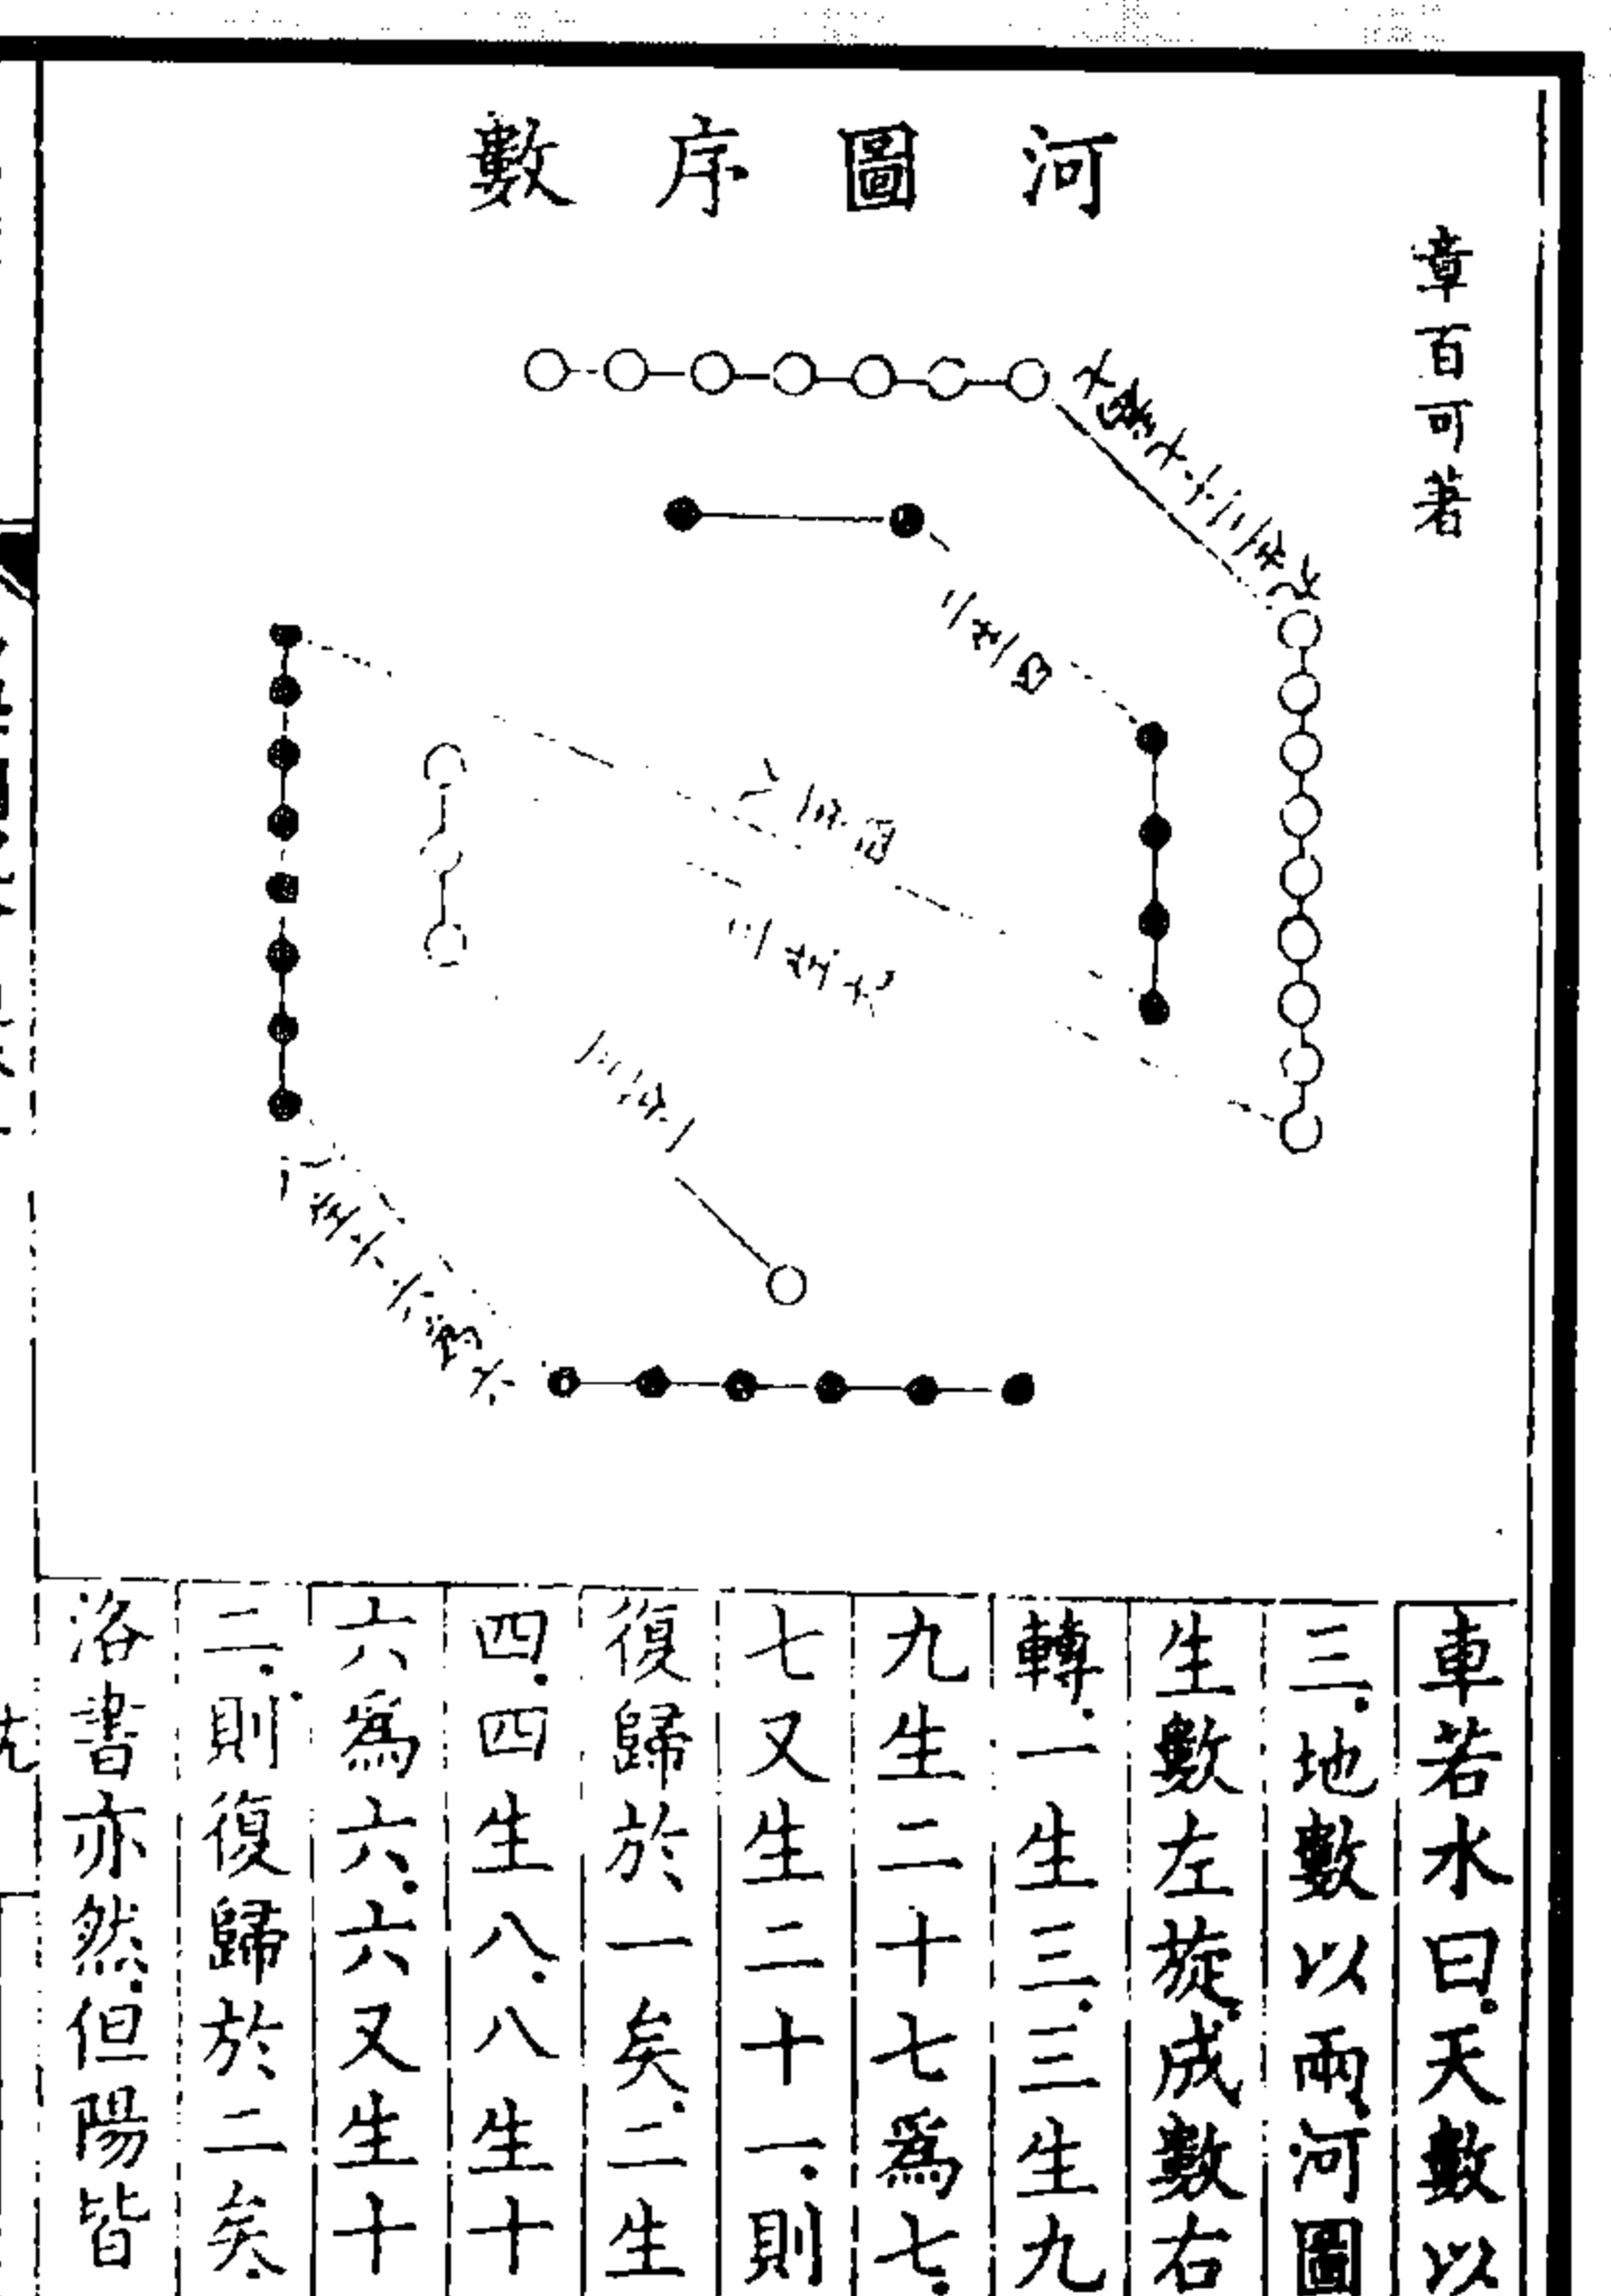 河圖序數
章百可著
車若水曰天數以
三地數以兩河圖
生數左旋成數右
轉一生三三生九
九生二十七為七
七又生二十一則
復歸於一矣二生
四四生八八生十
六為六六又生十
二則復歸於二矣
洛書亦然但陽皆